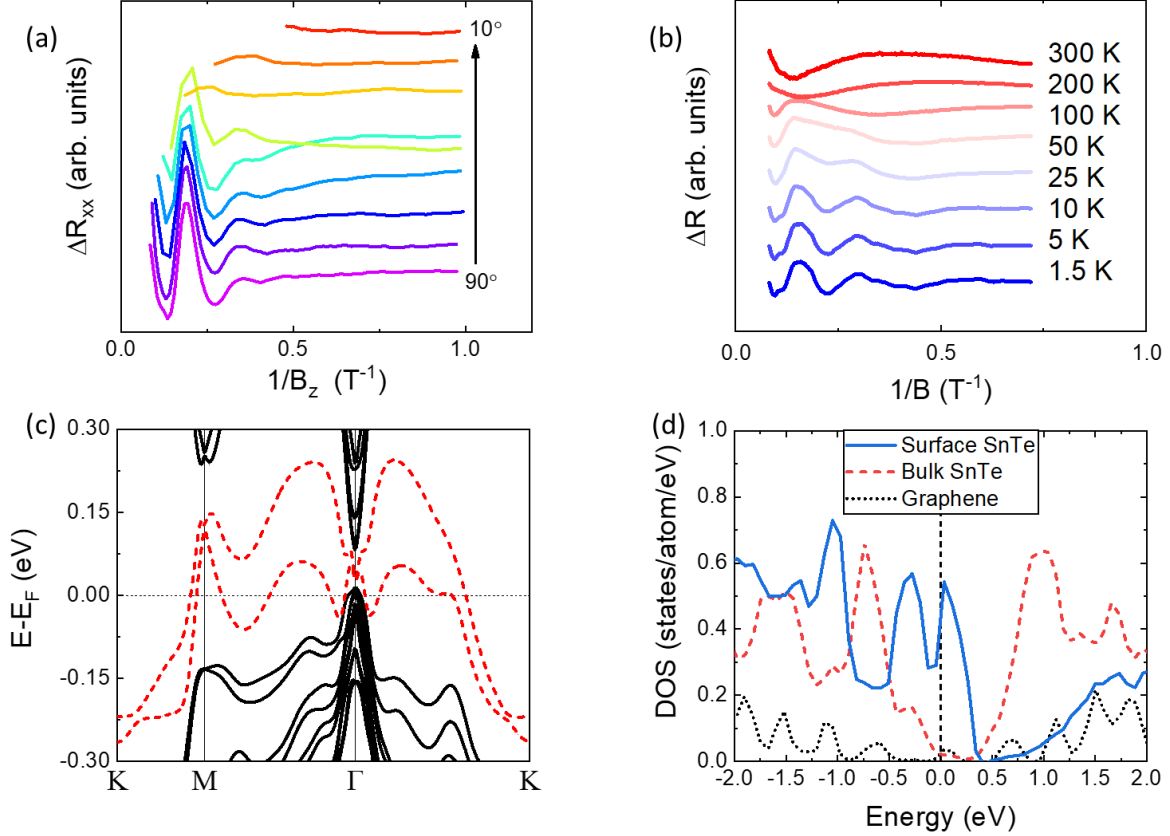 (a)
ΔRxx (arb. units)
10°
90°
0.0 0.5 1.0
1/Bz (T-1)
(b)
ΔR (arb. units)
300 K
200 K
100 K
50 K
25 K
10 K
5 K
1.5 K
0.0 0.5 1.0
1/B (T-1)
(c)
E-EF (eV)
0.30
0.15
0.00
-0.15
-0.30
K M Γ K
(d)
DOS (states/atom/eV)
1.0
0.8
0.6
0.4
0.2
0.0
Surface SnTe
Bulk SnTe
Graphene
-2.0 -1.5 -1.0 -0.5 0.0 0.5 1.0 1.5 2.0
Energy (eV)